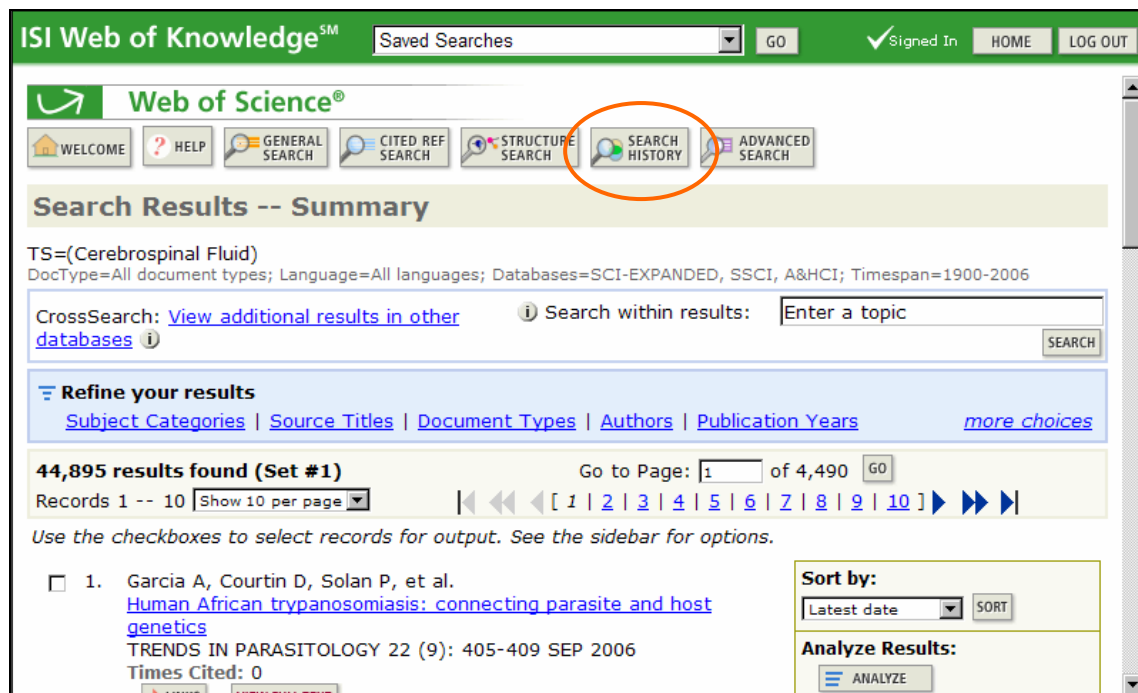 ISI Web of Knowledge℠ Saved Searches GO Signed In HOME LOG OUT
Web of Science®
WELCOME ? HELP GENERAL SEARCH CITED REF SEARCH STRUCTURE SEARCH SEARCH HISTORY ADVANCED SEARCH
Search Results -- Summary
TS=(Cerebrospinal Fluid)
DocType=All document types; Language=All languages; Databases=SCI-EXPANDED, SSCI, A&HCI; Timespan=1900-2006
CrossSearch: View additional results in other
databases i
i Search within results: Enter a topic
SEARCH
Refine your results
Subject Categories | Source Titles | Document Types | Authors | Publication Years more choices
44,895 results found (Set #1) Go to Page: 1 of 4,490 GO
Records 1 -- 10 Show 10 per page [ 1 | 2 | 3 | 4 | 5 | 6 | 7 | 8 | 9 | 10 ]
Use the checkboxes to select records for output. See the sidebar for options.
1. Garcia A, Courtin D, Solan P, et al.
Human African trypanosomiasis: connecting parasite and host
genetics
TRENDS IN PARASITOLOGY 22 (9): 405-409 SEP 2006
Times Cited: 0
Sort by:
Latest date SORT
Analyze Results:
ANALYZE